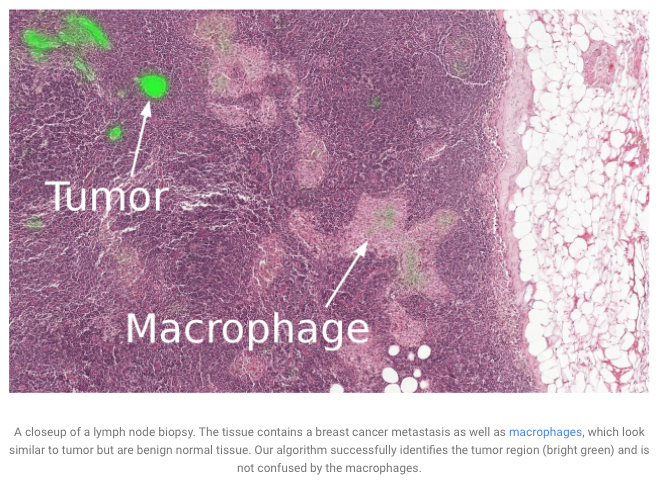 Tumor
Macrophage
A closeup of a lymph node biopsy. The tissue contains a breast cancer metastasis as well as macrophages, which look
similar to tumor but are benign normal tissue. Our algorithm successfully identifies the tumor region (bright green) and is
not confused by the macrophages.